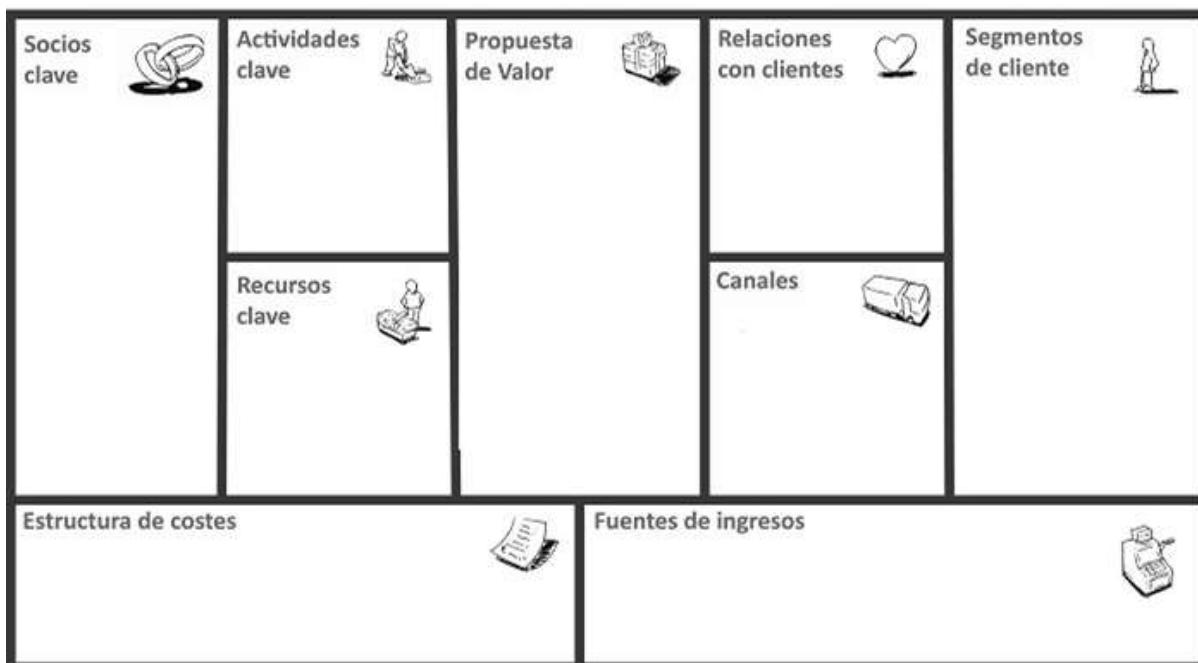 Socios
clave
Actividades
clave
Propuesta
de Valor
Relaciones
con clientes
Segmentos
de cliente
Recursos
clave
Canales
Estructura de costes
Fuentes de ingresos